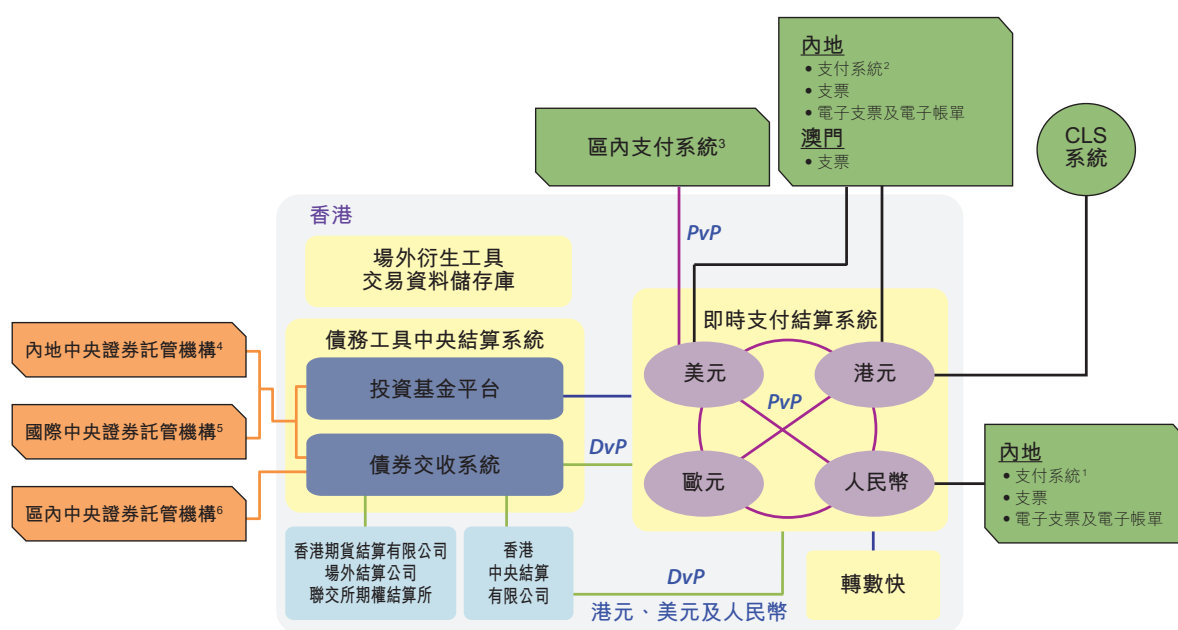 內地
• 支付系統²
• 支票
• 電子支票及電子帳單
澳門
• 支票
區內支付系統³
CLS
系統
香港
PvP
場外衍生工具
交易資料儲存庫
即時支付結算系統
債務工具中央結算系統
內地中央證券託管機構⁴
投資基金平台
美元
港元
PvP
國際中央證券託管機構⁵
債券交收系統
DvP
歐元
人民幣
內地
• 支付系統¹
• 支票
• 電子支票及電子帳單
區內中央證券託管機構⁶
香港期貨結算有限公司
場外結算公司
聯交所期權結算所
香港
中央結算
有限公司
DvP
港元、美元及人民幣
轉數快